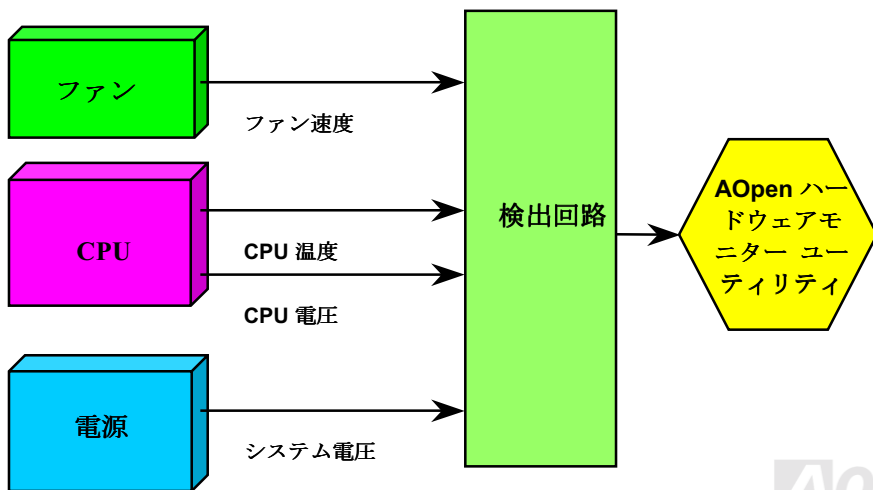 ファン
ファン速度
CPU
CPU 温度
CPU 電圧
電源
システム電圧
検出回路
AOpen ハー
ドウェアモ
ニター ユー
ティリティ